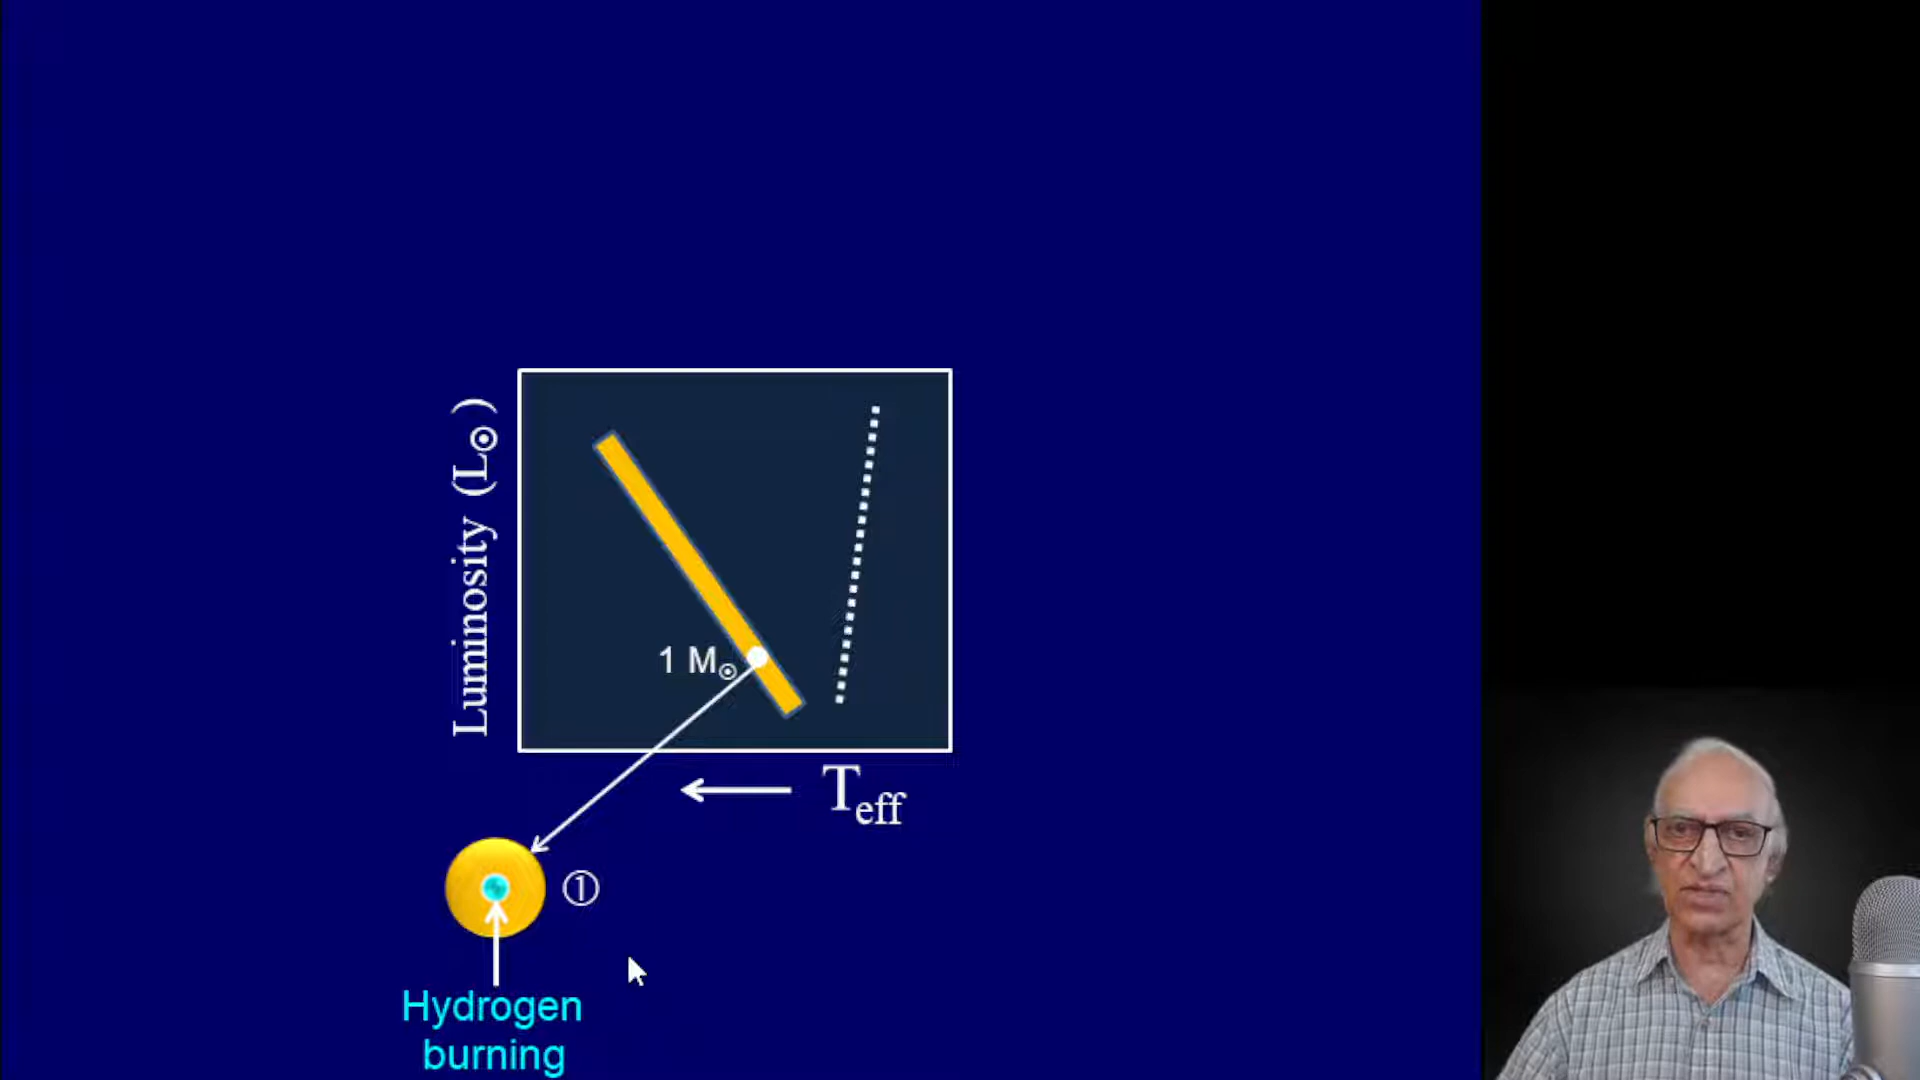 Luminosity (L☉)
1 M☉
Teff
①
Hydrogen
burning